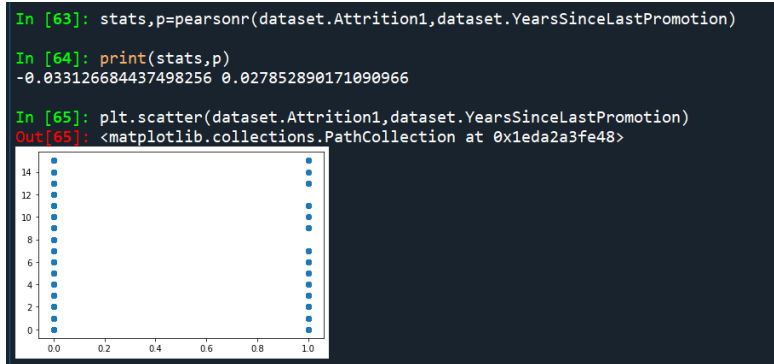 In [63]: stats,p=pearsonr(dataset.Attrition1,dataset.YearsSinceLastPromotion)
In [64]: print(stats,p)
-0.033126684437498256 0.027852890171090966
In [65]: plt.scatter(dataset.Attrition1,dataset.YearsSinceLastPromotion)
Out[65]: <matplotlib.collections.PathCollection at 0x1eda2a3fe48>
14
12
10
8
6
4
2
0
0.0 0.2 0.4 0.6 0.8 1.0